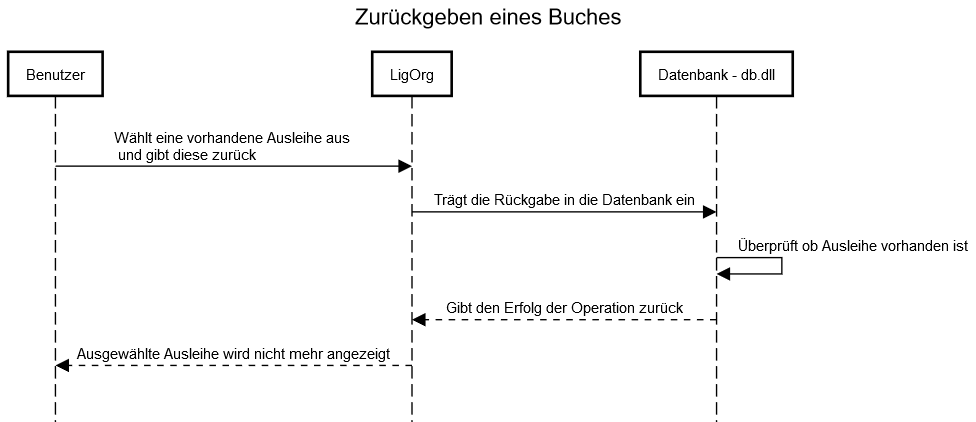 Zurückgeben eines Buches
Benutzer
LigOrg
Datenbank - db.dll
Wählt eine vorhandene Ausleihe aus
und gibt diese zurück
Trägt die Rückgabe in die Datenbank ein
Überprüft ob Ausleihe vorhanden ist
Gibt den Erfolg der Operation zurück
Ausgewählte Ausleihe wird nicht mehr angezeigt